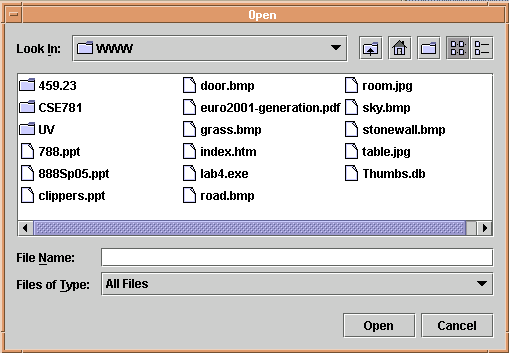 Open
Look In: WWW
459.23 door.bmp room.jpg
CSE781 euro2001-generation.pdf sky.bmp
UV grass.bmp stonewall.bmp
788.ppt index.htm table.jpg
888Sp05.ppt lab4.exe Thumbs.db
clippers.ppt road.bmp
File Name:
Files of Type: All Files
Open Cancel